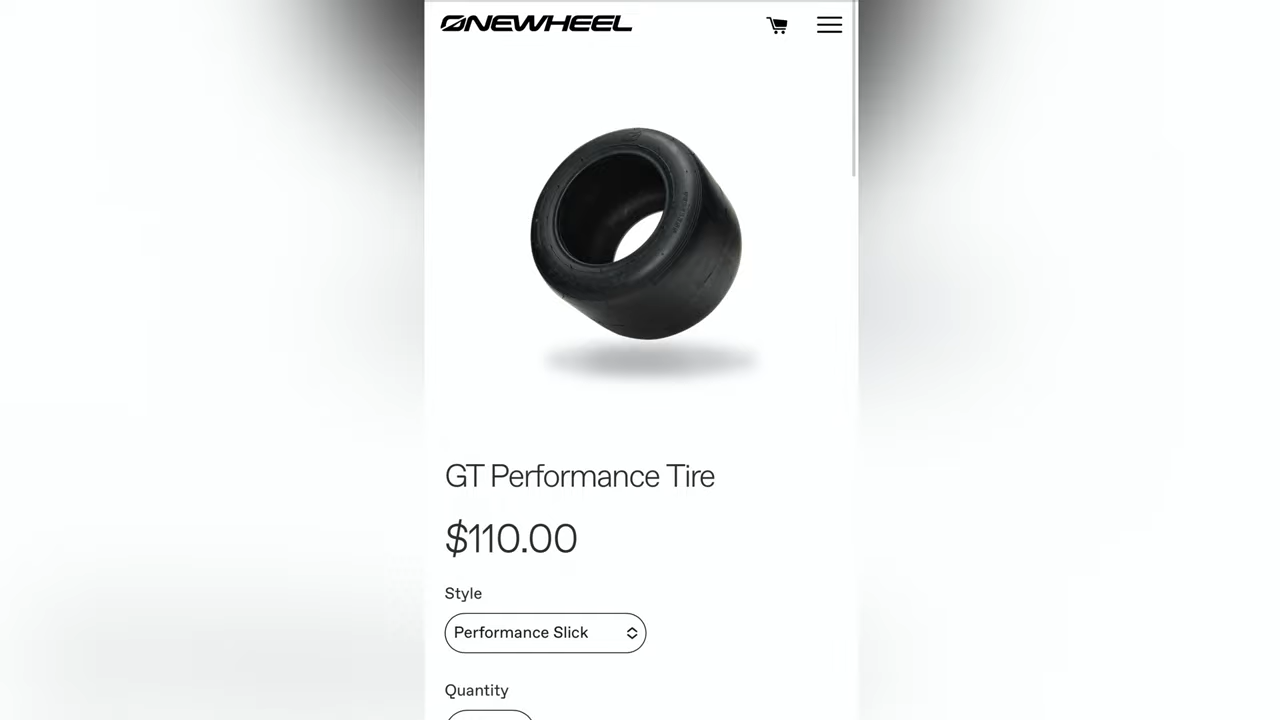 ONEWHEEL
GT Performance Tire
$110.00
Style
Performance Slick
Quantity